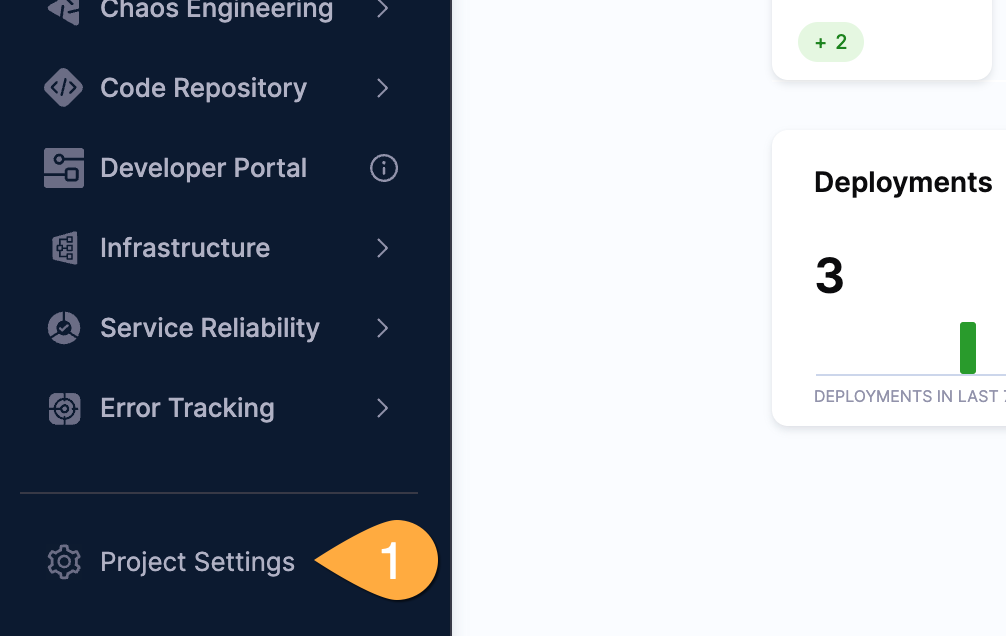 Chaos Engineering
Code Repository
Developer Portal
Infrastructure
Service Reliability
Error Tracking
Project Settings
1
+ 2
Deployments
3
DEPLOYMENTS IN LAST